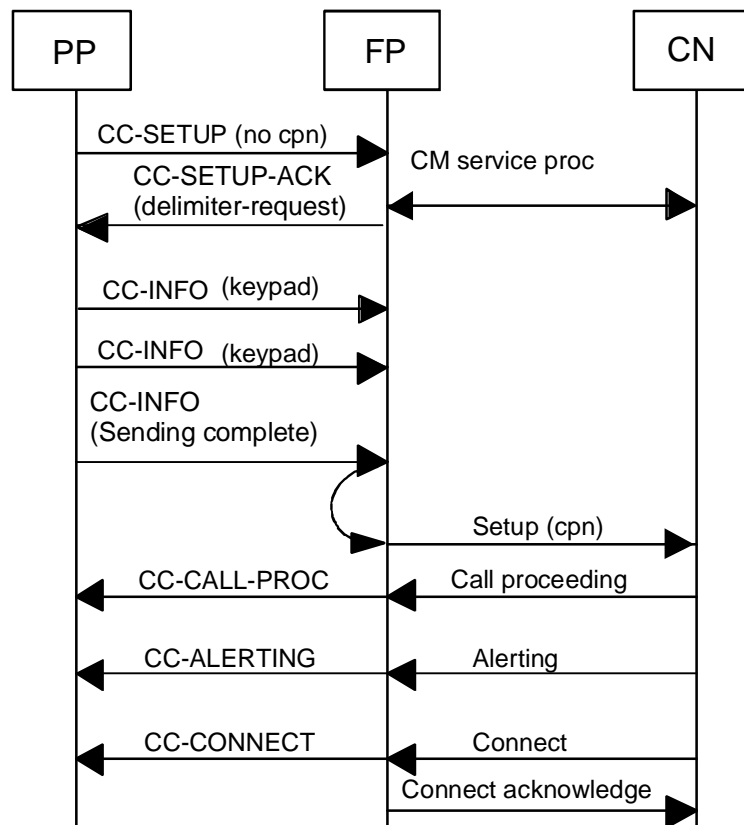 PP
FP
CN
CC-SETUP (no cpn)
CM service proc
CC-SETUP-ACK
(delimiter-request)
CC-INFO (keypad)
CC-INFO (keypad)
CC-INFO
(Sending complete)
Setup (cpn)
CC-CALL-PROC
Call proceeding
CC-ALERTING
Alerting
CC-CONNECT
Connect
Connect acknowledge